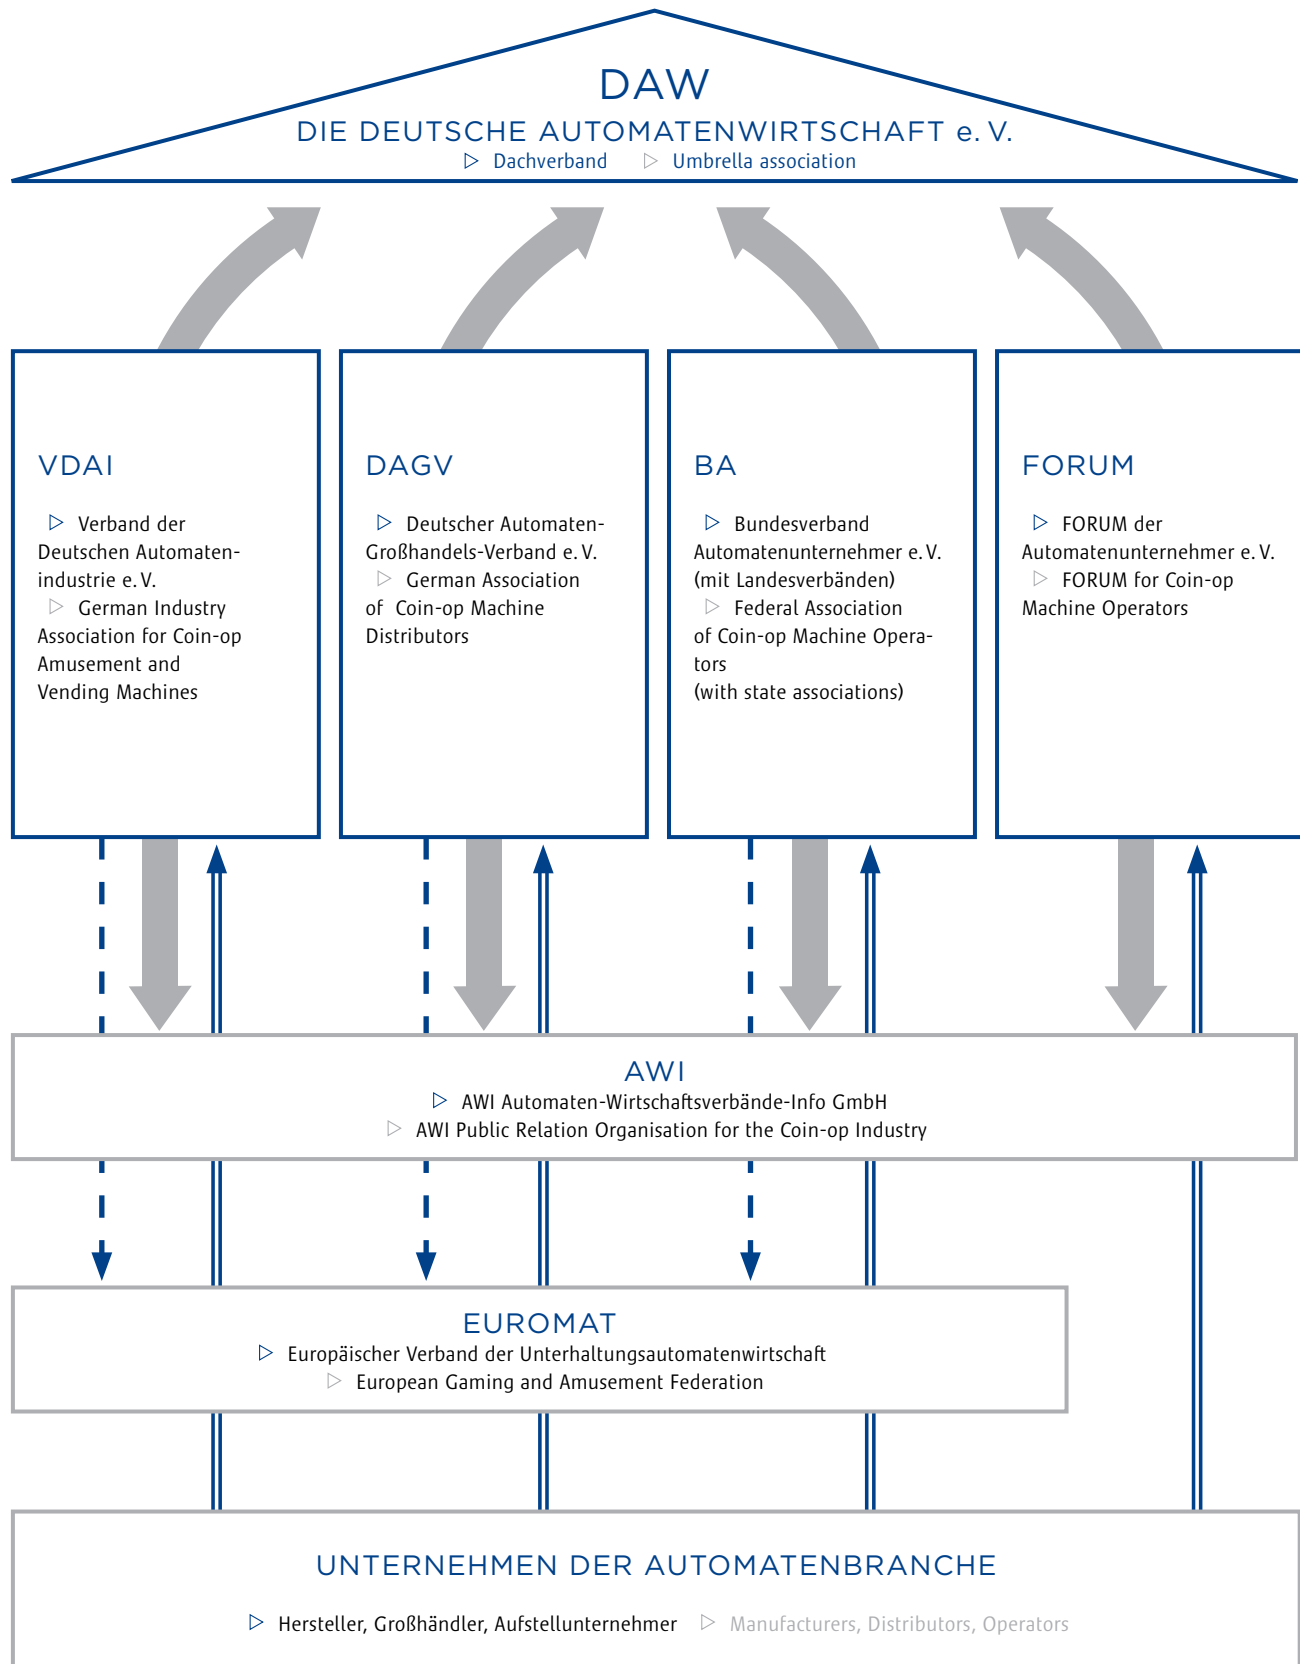 DAW
DIE DEUTSCHE AUTOMATENWIRTSCHAFT e. V.
▷ Dachverband ▷ Umbrella association
VDAI
▷ Verband der
Deutschen Automaten-
industrie e. V.
▷ German Industry
Association for Coin-op
Amusement and
Vending Machines
DAGV
▷ Deutscher Automaten-
Großhandels-Verband e. V.
▷ German Association
of Coin-op Machine
Distributors
BA
▷ Bundesverband
Automatenunternehmer e. V.
(mit Landesverbänden)
▷ Federal Association
of Coin-op Machine Opera-
tors
(with state associations)
FORUM
▷ FORUM der
Automatenunternehmer e. V.
▷ FORUM for Coin-op
Machine Operators
AWI
▷ AWI Automaten-Wirtschaftsverbände-Info GmbH
▷ AWI Public Relation Organisation for the Coin-op Industry
EUROMAT
▷ Europäischer Verband der Unterhaltungsautomatenwirtschaft
▷ European Gaming and Amusement Federation
UNTERNEHMEN DER AUTOMATENBRANCHE
▷ Hersteller, Großhändler, Aufstellunternehmer ▷ Manufacturers, Distributors, Operators